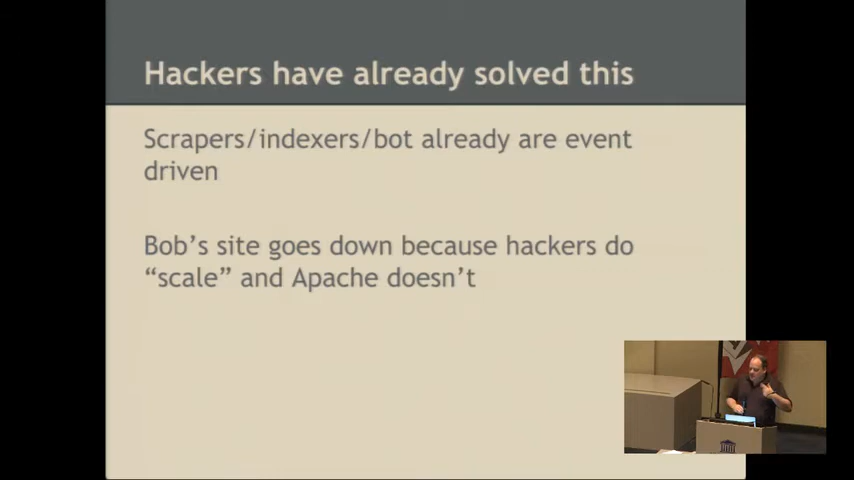 Hackers have already solved this
Scrapers/indexers/bot already are event
driven
Bob's site goes down because hackers do
“scale” and Apache doesn't